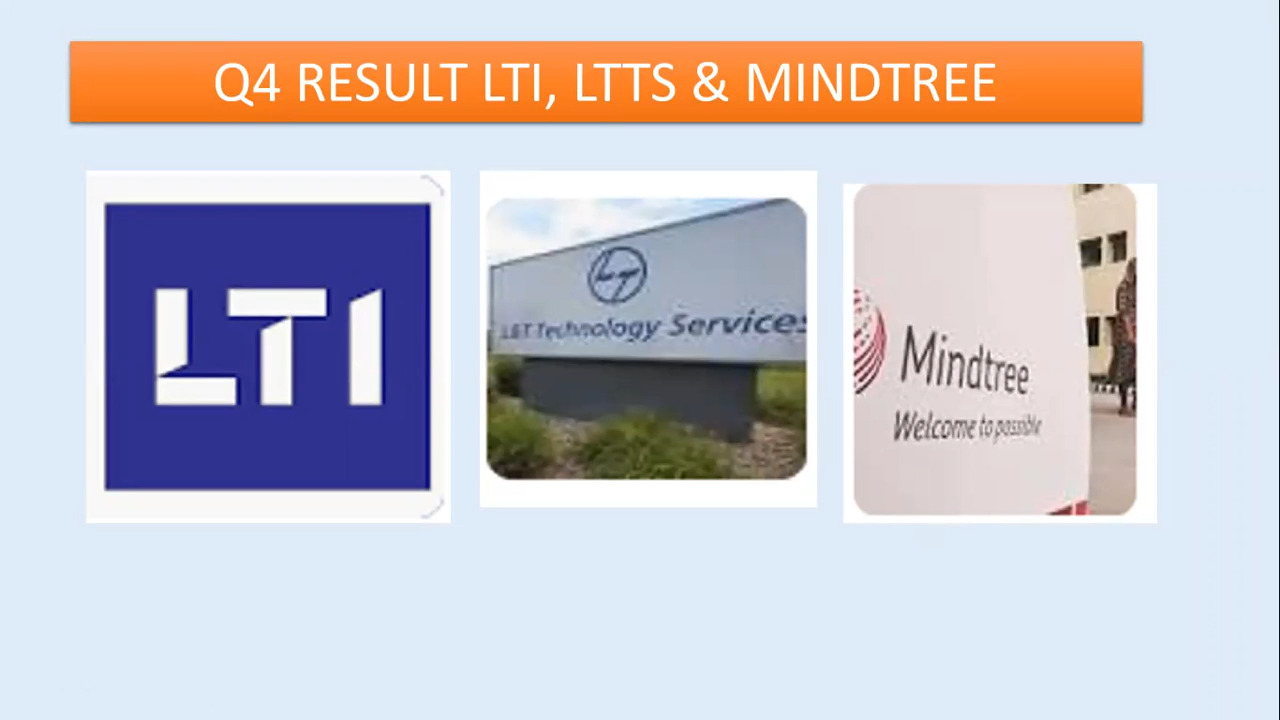 Q4 RESULT LTI, LTTS & MINDTREE
LTI
L&T Technology Services
Mindtree
Welcome to possible